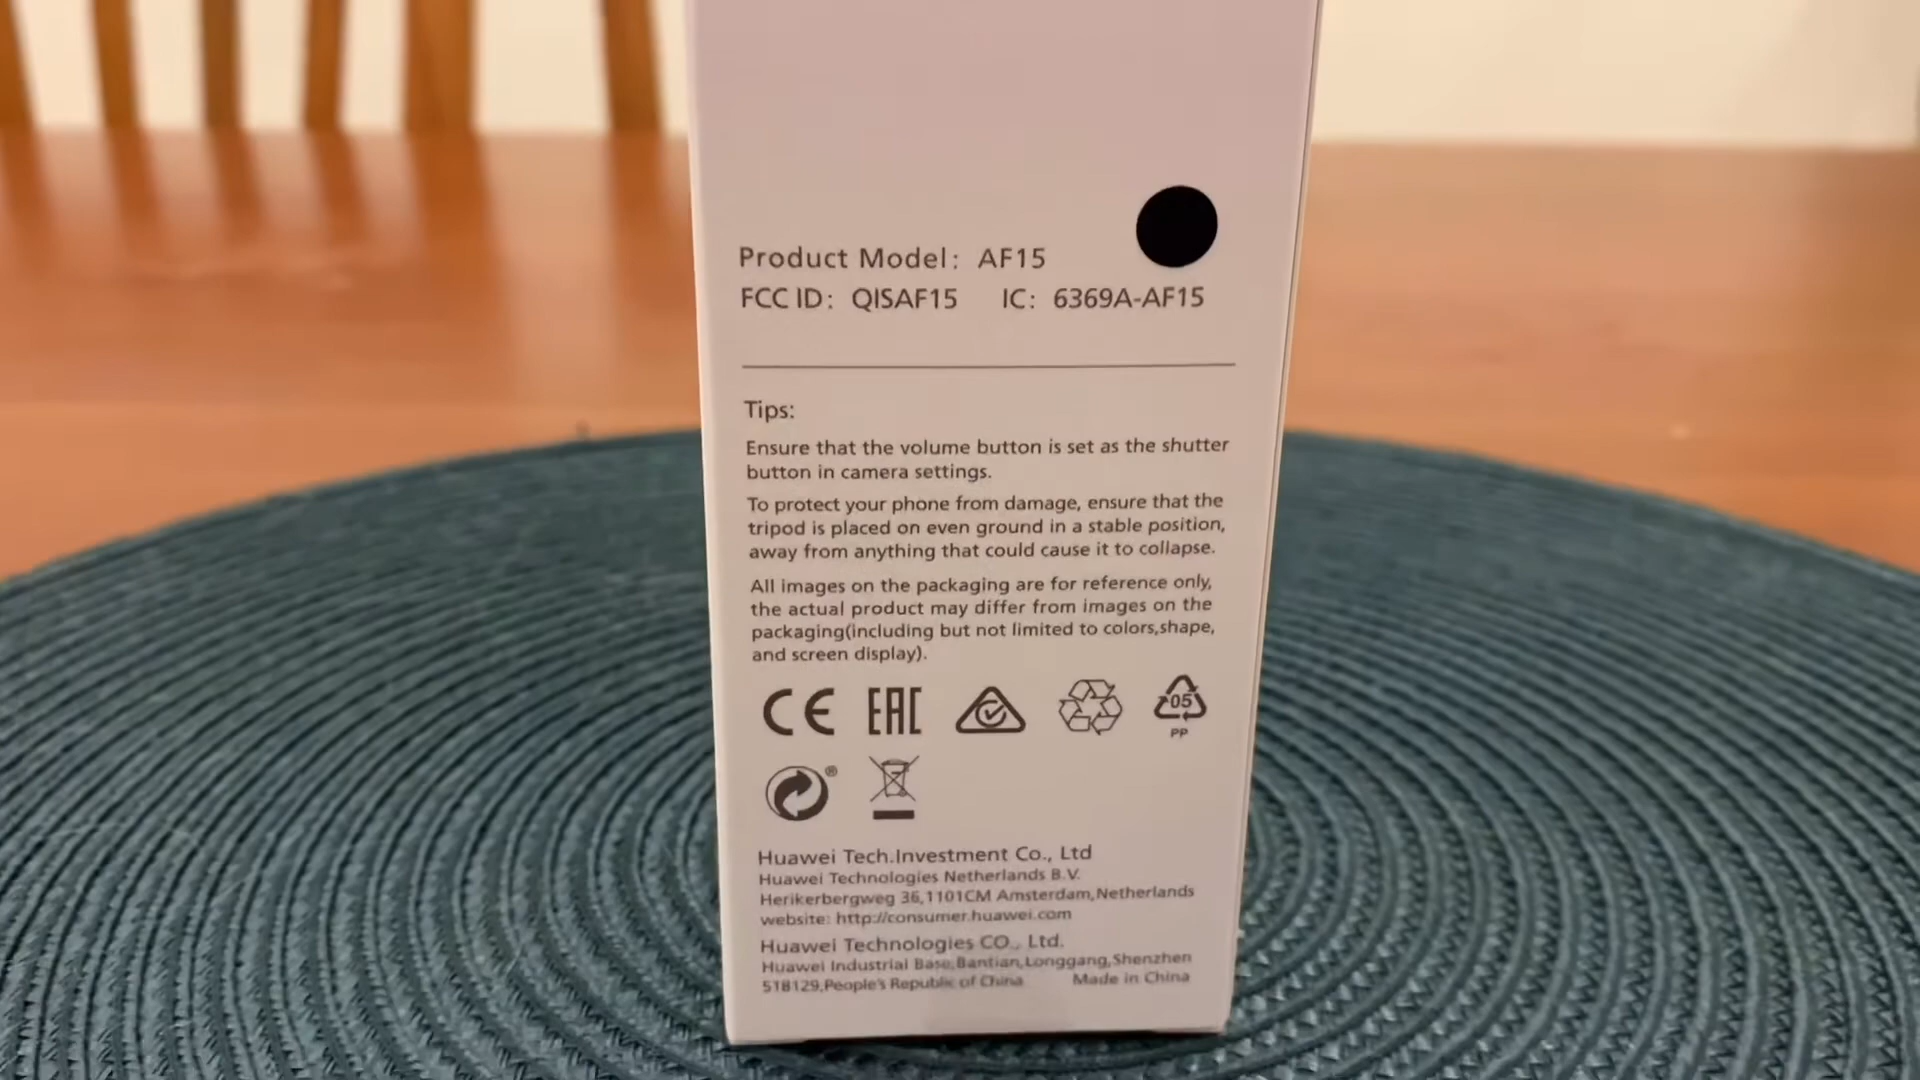 Product Model: AF15
FCC ID: QISAF15 IC: 6369A-AF15
Tips:
Ensure that the volume button is set as the shutter
button in camera settings.
To protect your phone from damage, ensure that the
tripod is placed on even ground in a stable position,
away from anything that could cause it to collapse.
All images on the packaging are for reference only,
the actual product may differ from images on the
packaging(including but not limited to colors,shape,
and screen display).
CE EAC 05
PP
®
Huawei Tech.Investment Co., Ltd
Huawei Technologies Netherlands B.V.
Herikerbergweg 36,1101CM Amsterdam,Netherlands
website: http://consumer.huawei.com
Huawei Technologies CO., Ltd.
Huawei Industrial Base,Bantian,Longgang,Shenzhen
518129,People's Republic of China Made in China